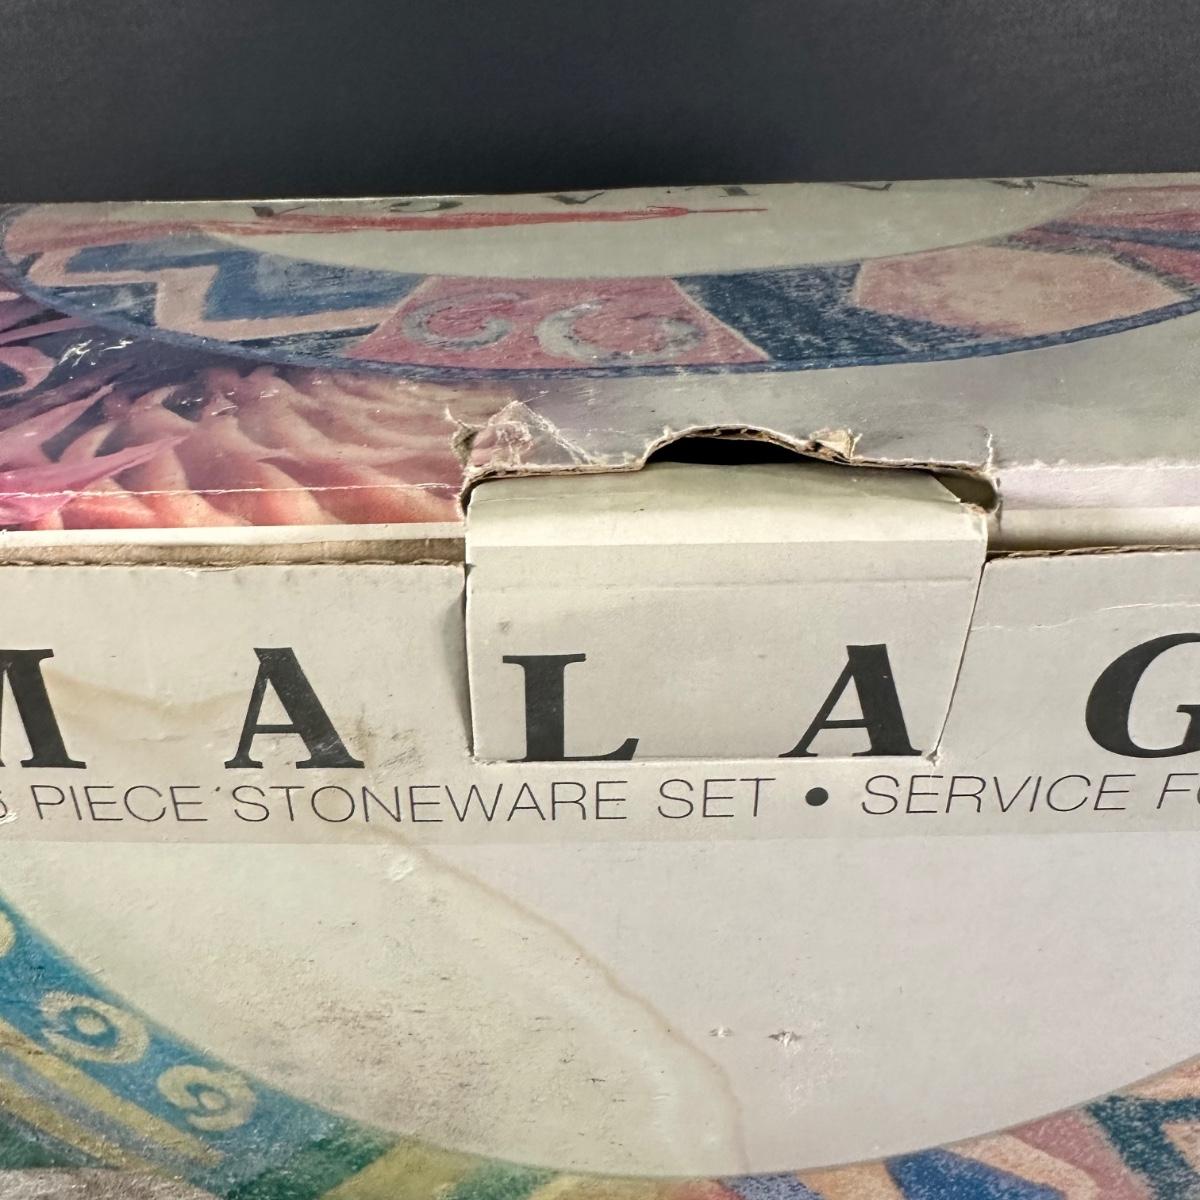 MALAG
PIECE STONEWARE SET • SERVICE